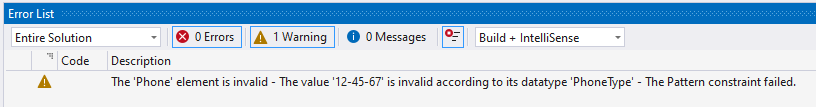 Error List
Entire Solution 0 Errors 1 Warning 0 Messages Build + IntelliSense
Code Description
The 'Phone' element is invalid - The value '12-45-67' is invalid according to its datatype 'PhoneType' - The Pattern constraint failed.